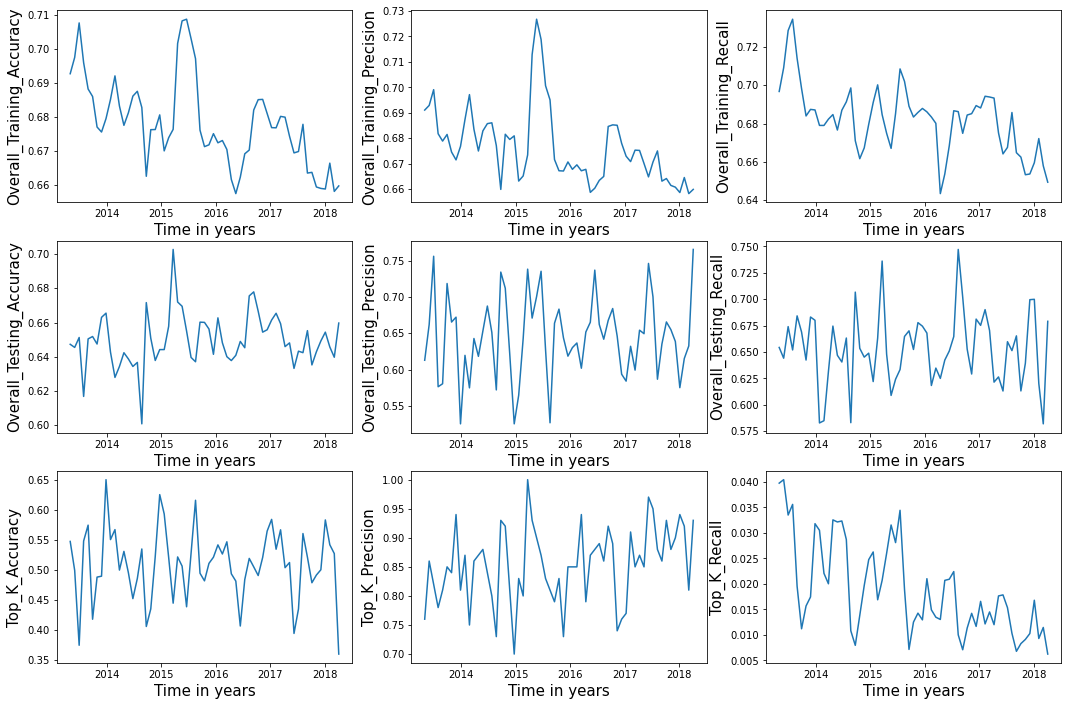 Overall_Training_Accuracy
0.71
0.70
0.69
0.68
0.67
0.66
2014 2015 2016 2017 2018
Time in years
Overall_Training_Precision
0.73
0.72
0.71
0.70
0.69
0.68
0.67
0.66
2014 2015 2016 2017 2018
Time in years
Overall_Training_Recall
0.72
0.70
0.68
0.66
0.64
2014 2015 2016 2017 2018
Time in years
Overall_Testing_Accuracy
0.70
0.68
0.66
0.64
0.62
0.60
2014 2015 2016 2017 2018
Time in years
Overall_Testing_Precision
0.75
0.70
0.65
0.60
0.55
2014 2015 2016 2017 2018
Time in years
Overall_Testing_Recall
0.750
0.725
0.700
0.675
0.650
0.625
0.600
0.575
2014 2015 2016 2017 2018
Time in years
Top_K_Accuracy
0.65
0.60
0.55
0.50
0.45
0.40
0.35
2014 2015 2016 2017 2018
Time in years
Top_K_Precision
1.00
0.95
0.90
0.85
0.80
0.75
0.70
2014 2015 2016 2017 2018
Time in years
Top_K_Recall
0.040
0.035
0.030
0.025
0.020
0.015
0.010
0.005
2014 2015 2016 2017 2018
Time in years